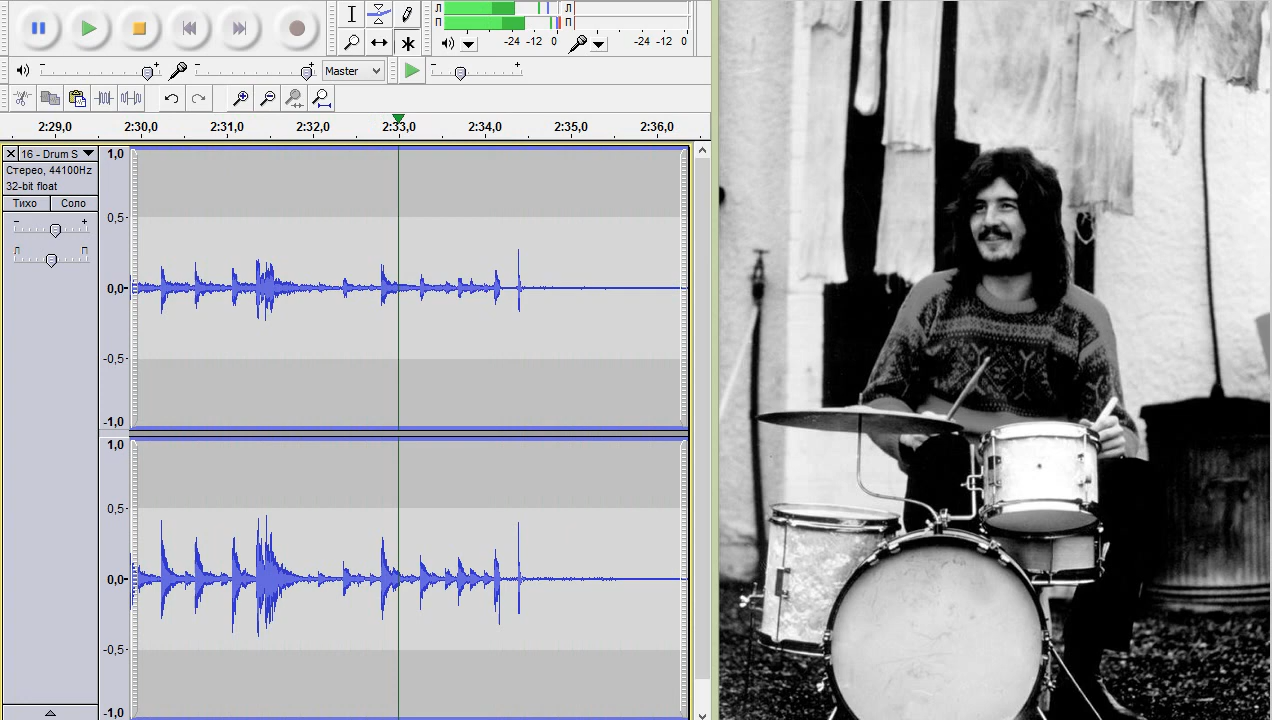 Л
Л
П
П
-24 -12 0
-24 -12 0
- +
- +
Master
- +
2:29,0 2:30,0 2:31,0 2:32,0 2:33,0 2:34,0 2:35,0 2:36,0
16 - Drum S
Стерео, 44100Hz
32-bit float
Тихо Соло
- +
Л П
1,0
0,5-
0,0-
-0,5-
-1,0
1,0
0,5-
0,0-
-0,5-
-1,0